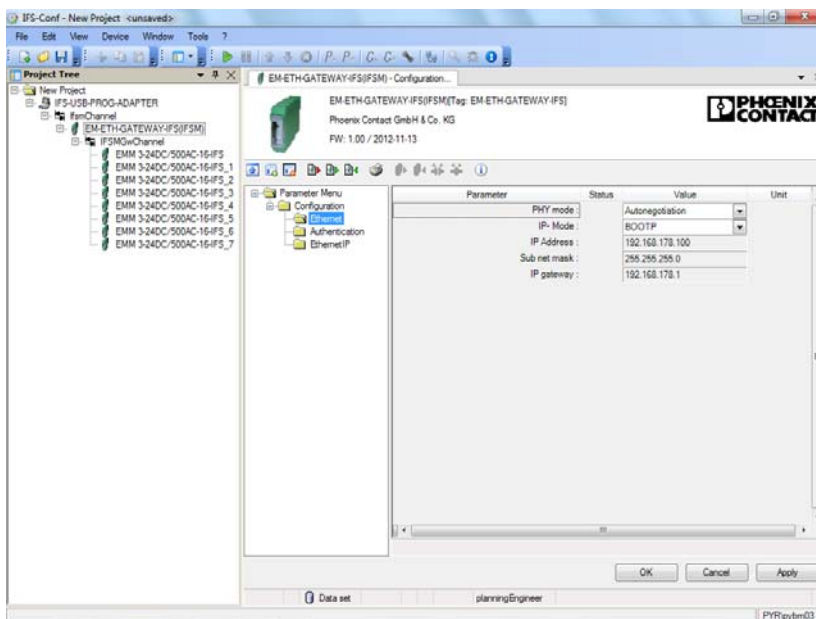 IFS-Conf - New Project <unsaved>
File Edit View Device Window Tools ?
Project Tree
New Project
IFS-USB-PROG-ADAPTER
IfsmChannel
EM-ETH-GATEWAY-IFS(IFSM)
IFSMGwChannel
EMM 3-24DC/500AC-16-IFS
EMM 3-24DC/500AC-16-IFS_1
EMM 3-24DC/500AC-16-IFS_2
EMM 3-24DC/500AC-16-IFS_3
EMM 3-24DC/500AC-16-IFS_4
EMM 3-24DC/500AC-16-IFS_5
EMM 3-24DC/500AC-16-IFS_6
EMM 3-24DC/500AC-16-IFS_7
EM-ETH-GATEWAY-IFS(IFSM) - Configuration...
EM-ETH-GATEWAY-IFS(IFSM)[Tag: EM-ETH-GATEWAY-IFS]
Phoenix Contact GmbH & Co. KG
FW: 1.00 / 2012-11-13
PHŒNIX
CONTACT
Parameter Menu
Configuration
Ethernet
Authentication
EthernetIP
Parameter Status Value Unit
PHY mode : Autonegotiation
IP- Mode : BOOTP
IP Address : 192.168.178.100
Sub net mask : 255.255.255.0
IP gateway : 192.168.178.1
OK Cancel Apply
Data set planningEngineer